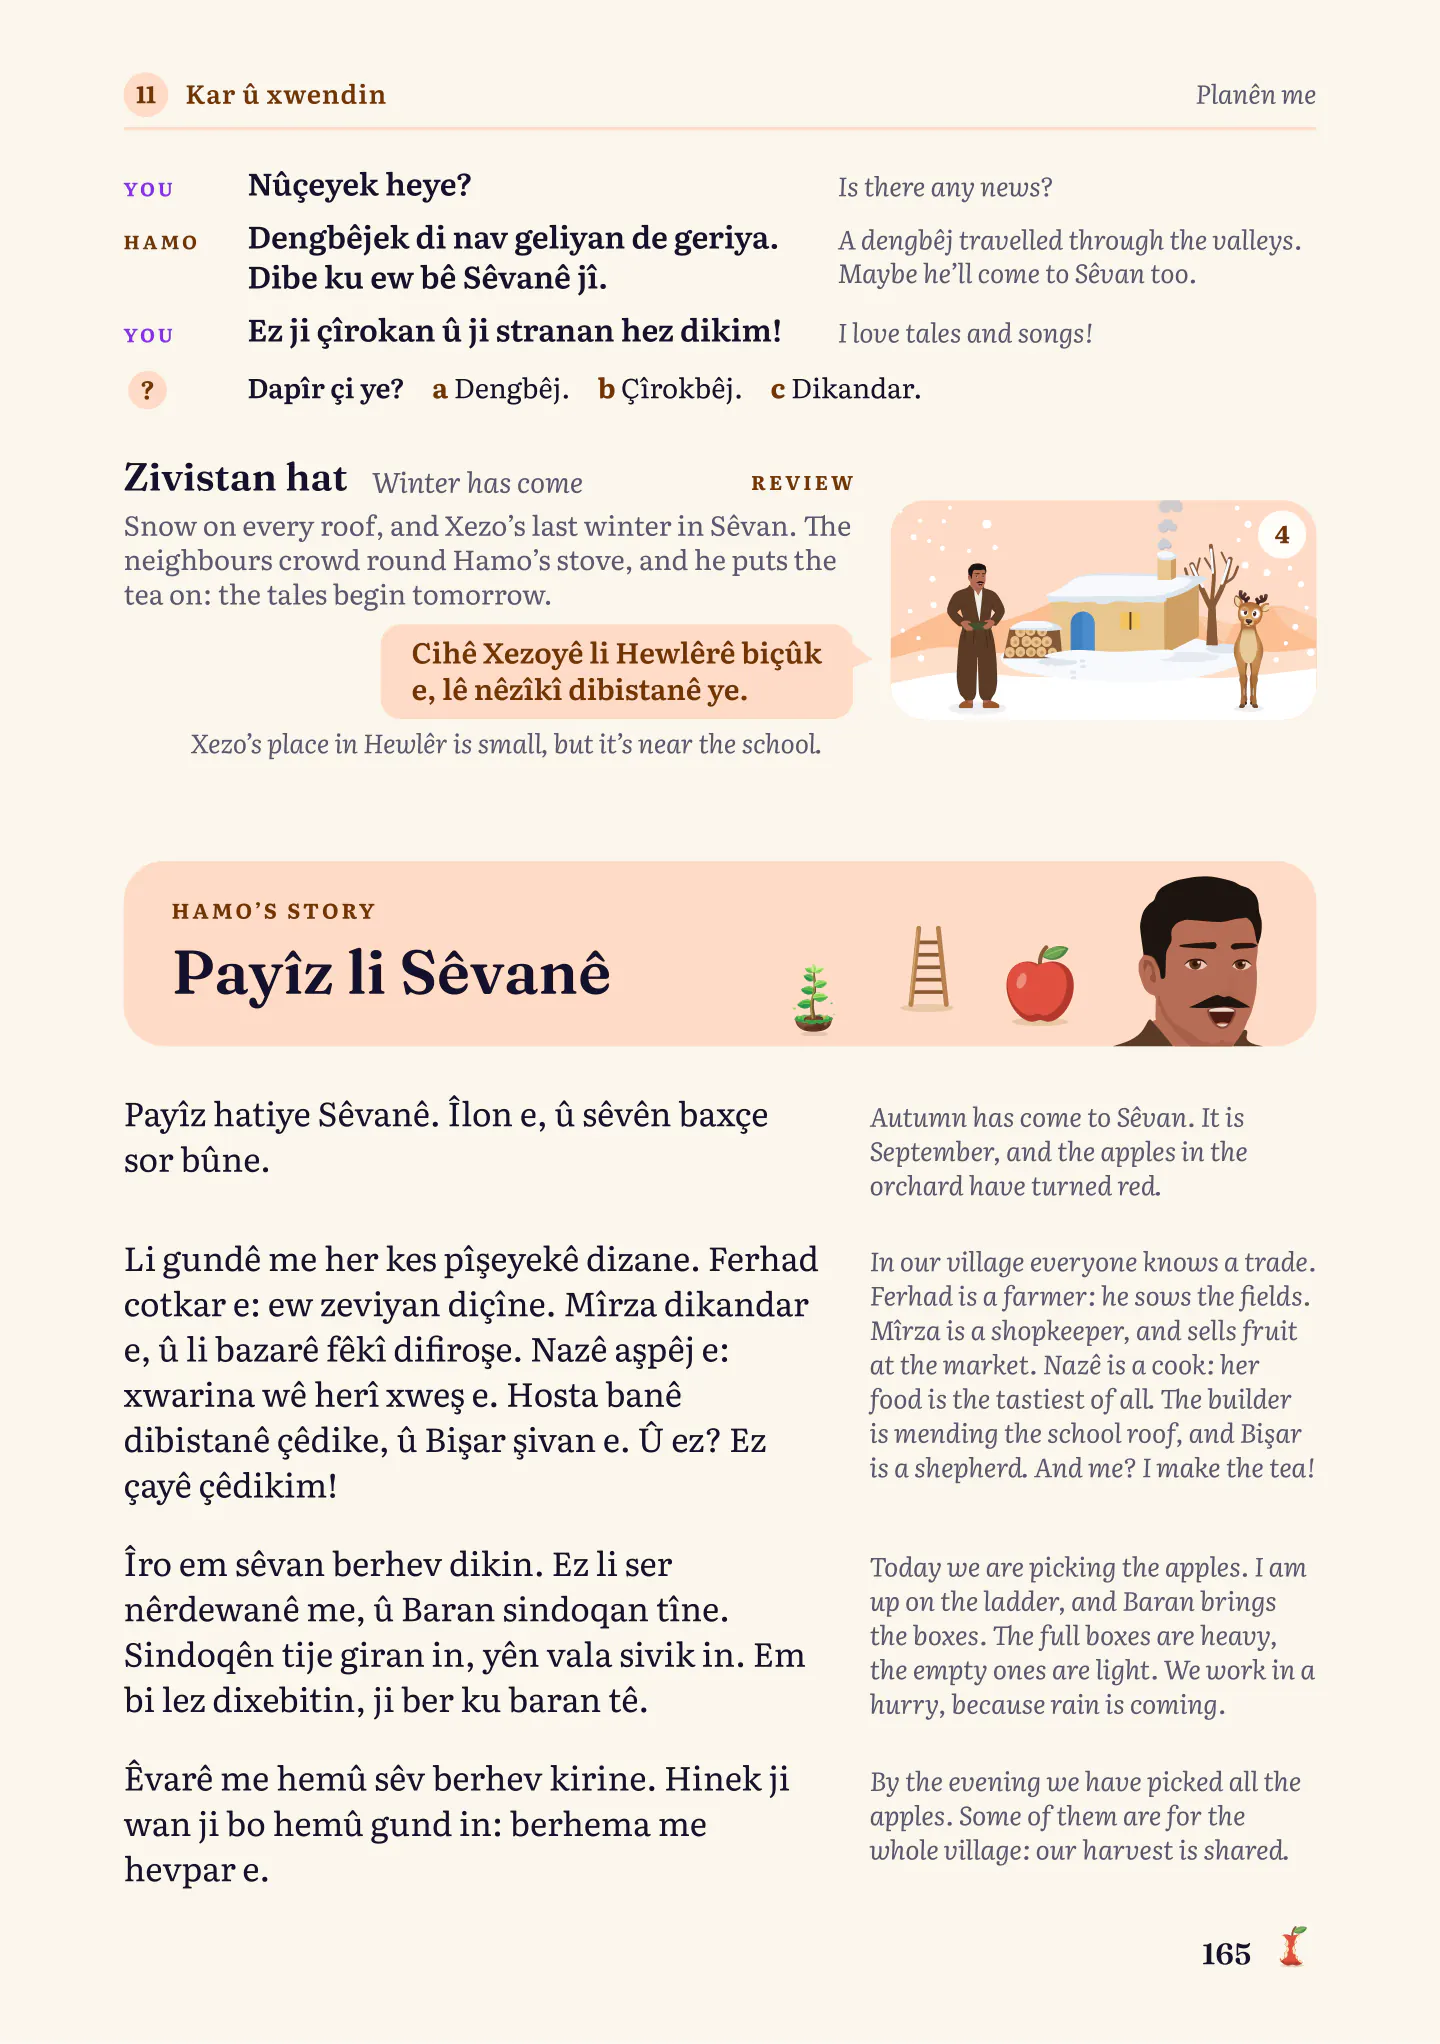 11 Kar û xwendin
Planên me
YOU Nûçeyek heye? Is there any news?
HAMO Dengbêjek di nav geliyan de geriya. A dengbêj travelled through the valleys.
Dibe ku ew bê Sêvanê jî. Maybe he’ll come to Sêvan too.
YOU Ez ji çîrokan û ji stranan hez dikim! I love tales and songs!
? Dapîr çi ye? a Dengbêj. b Çîrokbêj. c Dikandar.
Zivistan hat Winter has come REVIEW
Snow on every roof, and Xezo’s last winter in Sêvan. The
neighbours crowd round Hamo’s stove, and he puts the
tea on: the tales begin tomorrow.
4
Cihê Xezoyê li Hewlêrê biçûk
e, lê nêzîkî dibistanê ye.
Xezo’s place in Hewlêr is small, but it’s near the school.
HAMO’S STORY
Payîz li Sêvanê
Payîz hatiye Sêvanê. Îlon e, û sêvên baxçe
sor bûne.
Autumn has come to Sêvan. It is
September, and the apples in the
orchard have turned red.
Li gundê me her kes pîşeyekê dizane. Ferhad
cotkar e: ew zeviyan diçîne. Mîrza dikandar
e, û li bazarê fêkî difiroşe. Nazê aşpêj e:
xwarina wê herî xweş e. Hosta banê
dibistanê çêdike, û Bişar şivan e. Û ez? Ez
çayê çêdikim!
In our village everyone knows a trade.
Ferhad is a farmer: he sows the fields.
Mîrza is a shopkeeper, and sells fruit
at the market. Nazê is a cook: her
food is the tastiest of all. The builder
is mending the school roof, and Bişar
is a shepherd. And me? I make the tea!
Îro em sêvan berhev dikin. Ez li ser
nêrdewanê me, û Baran sindoqan tîne.
Sindoqên tije giran in, yên vala sivik in. Em
bi lez dixebitin, ji ber ku baran tê.
Today we are picking the apples. I am
up on the ladder, and Baran brings
the boxes. The full boxes are heavy,
the empty ones are light. We work in a
hurry, because rain is coming.
Êvarê me hemû sêv berhev kirine. Hinek ji
wan ji bo hemû gund in: berhema me
hevpar e.
By the evening we have picked all the
apples. Some of them are for the
whole village: our harvest is shared.
165